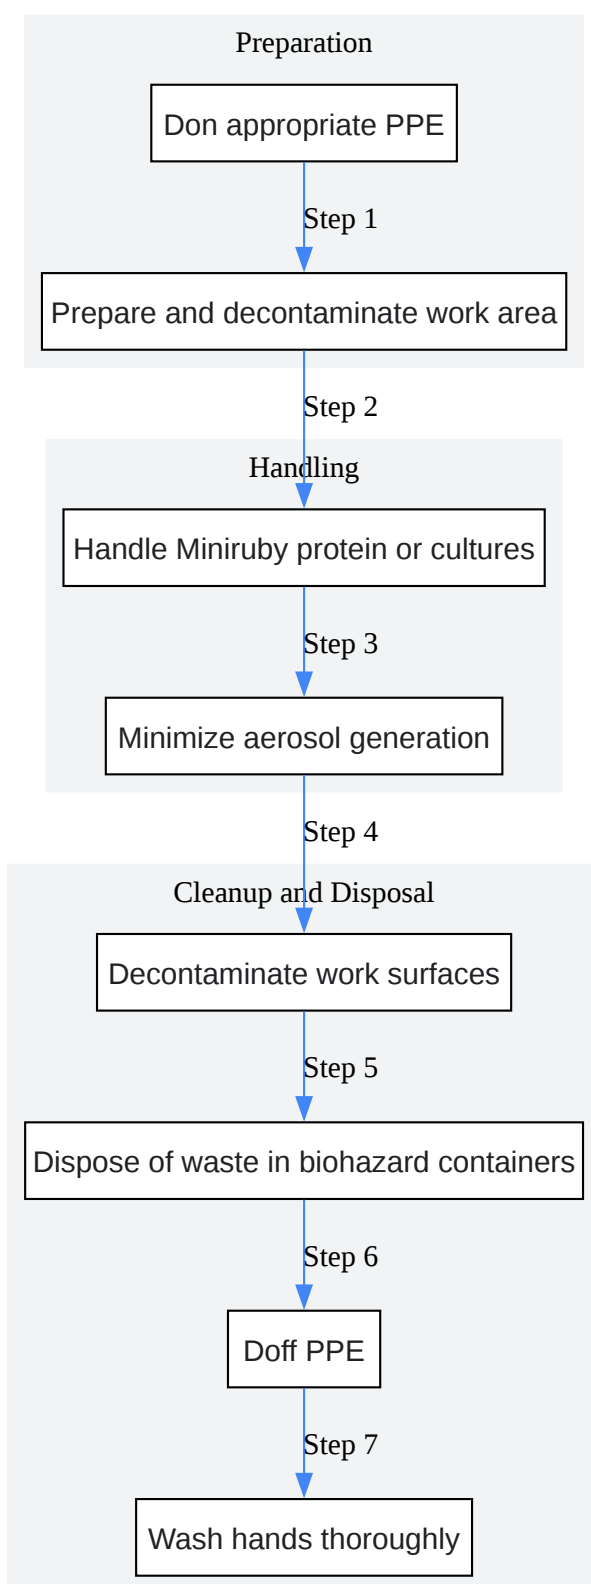 Preparation
Don appropriate PPE
Step 1
Prepare and decontaminate work area
Step 2
Handling
Handle Miniruby protein or cultures
Step 3
Minimize aerosol generation
Step 4
Cleanup and Disposal
Decontaminate work surfaces
Step 5
Dispose of waste in biohazard containers
Step 6
Doff PPE
Step 7
Wash hands thoroughly